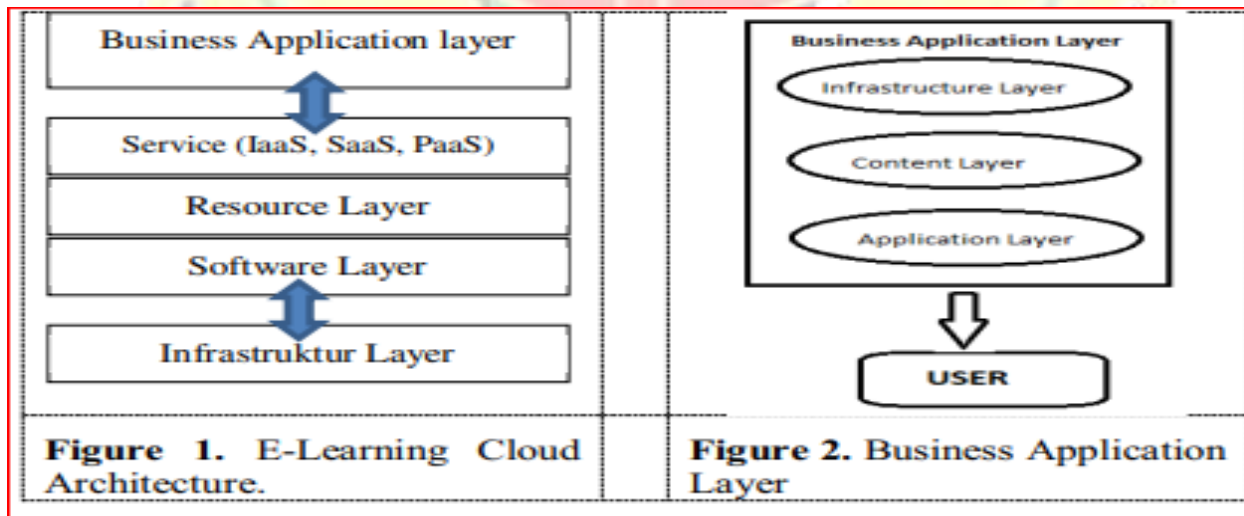 Business Application layer
Service (IaaS, SaaS, PaaS)
Resource Layer
Software Layer
Infrastruktur Layer
Figure 1. E-Learning Cloud
Architecture.
Business Application Layer
Infrastructure Layer
Content Layer
Application Layer
USER
Figure 2. Business Application
Layer